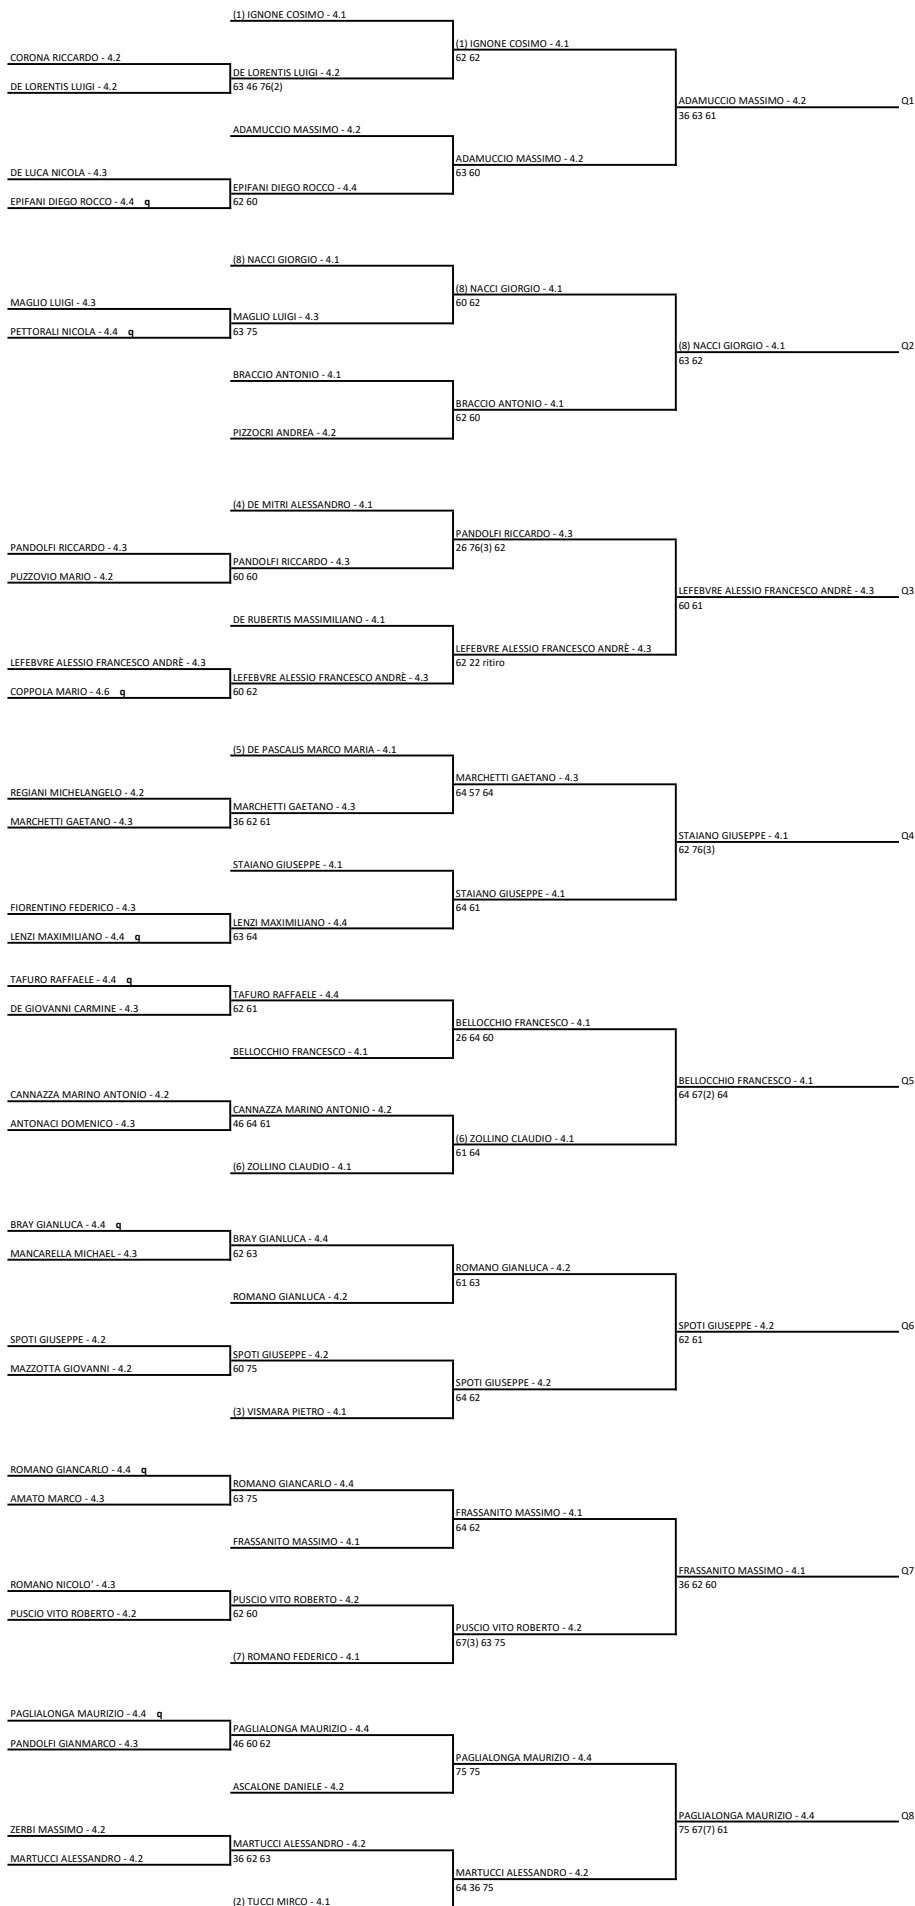 (1) IGNONE COSIMO - 4.1
(1) IGNONE COSIMO - 4.1
CORONA RICCARDO - 4.2
62 62
DE LORENTIS LUIGI - 4.2
DE LORENTIS LUIGI - 4.2
63 46 76(2)
ADAMUCCIO MASSIMO - 4.2
Q1
36 63 61
ADAMUCCIO MASSIMO - 4.2
ADAMUCCIO MASSIMO - 4.2
DE LUCA NICOLA - 4.3
63 60
EPIFANI DIEGO ROCCO - 4.4
EPIFANI DIEGO ROCCO - 4.4 q
62 60
(8) NACCI GIORGIO - 4.1
(8) NACCI GIORGIO - 4.1
MAGLIO LUIGI - 4.3
60 62
MAGLIO LUIGI - 4.3
PETTORALI NICOLA - 4.4 q
63 75
(8) NACCI GIORGIO - 4.1
Q2
63 62
BRACCIO ANTONIO - 4.1
BRACCIO ANTONIO - 4.1
62 60
PIZZOCRI ANDREA - 4.2
(4) DE MITRI ALESSANDRO - 4.1
PANDOLFI RICCARDO - 4.3
PANDOLFI RICCARDO - 4.3
26 76(3) 62
PANDOLFI RICCARDO - 4.3
PUZZOVIO MARIO - 4.2
60 60
LEFEBVRE ALESSIO FRANCESCO ANDRÈ - 4.3
Q3
60 61
DE RUBERTIS MASSIMILIANO - 4.1
LEFEBVRE ALESSIO FRANCESCO ANDRÈ - 4.3
LEFEBVRE ALESSIO FRANCESCO ANDRÈ - 4.3
62 22 ritiro
LEFEBVRE ALESSIO FRANCESCO ANDRÈ - 4.3
COPPOLA MARIO - 4.6 q
60 62
(5) DE PASCALIS MARCO MARIA - 4.1
MARCHETTI GAETANO - 4.3
REGIANI MICHELANGELO - 4.2
64 57 64
MARCHETTI GAETANO - 4.3
MARCHETTI GAETANO - 4.3
36 62 61
STAIANO GIUSEPPE - 4.1
Q4
62 76(3)
STAIANO GIUSEPPE - 4.1
STAIANO GIUSEPPE - 4.1
FIORENTINO FEDERICO - 4.3
64 61
LENZI MAXIMILIANO - 4.4
LENZI MAXIMILIANO - 4.4 q
63 64
TAFURO RAFFAELE - 4.4 q
TAFURO RAFFAELE - 4.4
DE GIOVANNI CARMINE - 4.3
62 61
BELLOCCHIO FRANCESCO - 4.1
26 64 60
BELLOCCHIO FRANCESCO - 4.1
BELLOCCHIO FRANCESCO - 4.1
Q5
64 67(2) 64
CANNAZZA MARINO ANTONIO - 4.2
CANNAZZA MARINO ANTONIO - 4.2
ANTONACI DOMENICO - 4.3
46 64 61
(6) ZOLLINO CLAUDIO - 4.1
61 64
(6) ZOLLINO CLAUDIO - 4.1
BRAY GIANLUCA - 4.4 q
BRAY GIANLUCA - 4.4
MANCARELLA MICHAEL - 4.3
62 63
ROMANO GIANLUCA - 4.2
61 63
ROMANO GIANLUCA - 4.2
SPOTI GIUSEPPE - 4.2
Q6
62 61
SPOTI GIUSEPPE - 4.2
SPOTI GIUSEPPE - 4.2
MAZZOTTA GIOVANNI - 4.2
60 75
SPOTI GIUSEPPE - 4.2
64 62
(3) VISMARA PIETRO - 4.1
ROMANO GIANCARLO - 4.4 q
ROMANO GIANCARLO - 4.4
AMATO MARCO - 4.3
63 75
FRASSANITO MASSIMO - 4.1
64 62
FRASSANITO MASSIMO - 4.1
FRASSANITO MASSIMO - 4.1
Q7
36 62 60
ROMANO NICOLO' - 4.3
PUSCIO VITO ROBERTO - 4.2
PUSCIO VITO ROBERTO - 4.2
62 60
PUSCIO VITO ROBERTO - 4.2
67(3) 63 75
(7) ROMANO FEDERICO - 4.1
PAGLIALONGA MAURIZIO - 4.4 q
PAGLIALONGA MAURIZIO - 4.4
PANDOLFI GIANMARCO - 4.3
46 60 62
PAGLIALONGA MAURIZIO - 4.4
75 75
ASCALONE DANIELE - 4.2
PAGLIALONGA MAURIZIO - 4.4
Q8
75 67(7) 61
ZERBI MASSIMO - 4.2
MARTUCCI ALESSANDRO - 4.2
MARTUCCI ALESSANDRO - 4.2
36 62 63
MARTUCCI ALESSANDRO - 4.2
64 36 75
(2) TUCCI MIRCO - 4.1